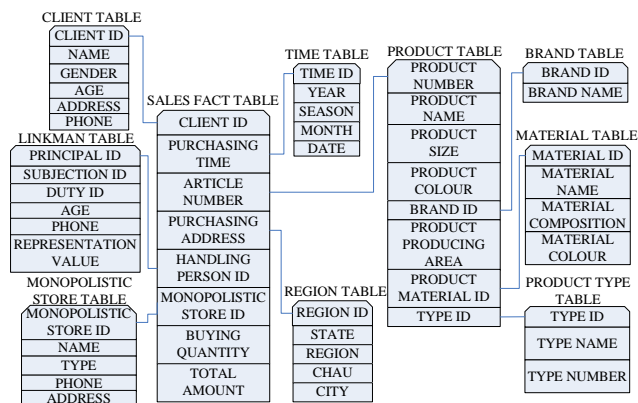 CLIENT TABLE
CLIENT ID
NAME
GENDER
AGE
ADDRESS
PHONE
LINKMAN TABLE
PRINCIPAL ID
SUBJECTION ID
DUTY ID
AGE
PHONE
REPRESENTATION
VALUE
MONOPOLISTIC
STORE TABLE
MONOPOLISTIC
STORE ID
NAME
TYPE
PHONE
ADDRESS
SALES FACT TABLE
CLIENT ID
PURCHASING
TIME
ARTICLE
NUMBER
PURCHASING
ADDRESS
HANDLING
PERSON ID
MONOPOLISTIC
STORE ID
BUYING
QUANTITY
TOTAL
AMOUNT
TIME TABLE
TIME ID
YEAR
SEASON
MONTH
DATE
REGION TABLE
REGION ID
STATE
REGION
CHAU
CITY
PRODUCT TABLE
PRODUCT
NUMBER
PRODUCT
NAME
PRODUCT
SIZE
PRODUCT
COLOUR
BRAND ID
PRODUCT
PRODUCING
AREA
PRODUCT
MATERIAL ID
TYPE ID
BRAND TABLE
BRAND ID
BRAND NAME
MATERIAL TABLE
MATERIAL ID
MATERIAL
NAME
MATERIAL
COMPOSITION
MATERIAL
COLOUR
PRODUCT TYPE
TABLE
TYPE ID
TYPE NAME
TYPE NUMBER